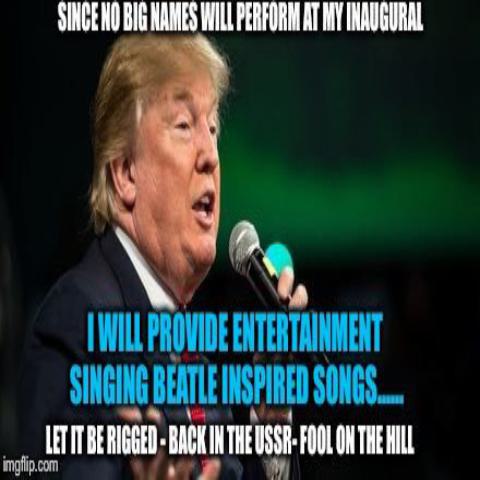 SINCE NO BIG NAMES WILL PERFORM AT MY INAUGURAL
I WILL PROVIDE ENTERTAINMENT
SINGING BEATLE INSPIRED SONGS......
LET IT BE RIGGED - BACK IN THE USSR- FOOL ON THE HILL
imgflip.com